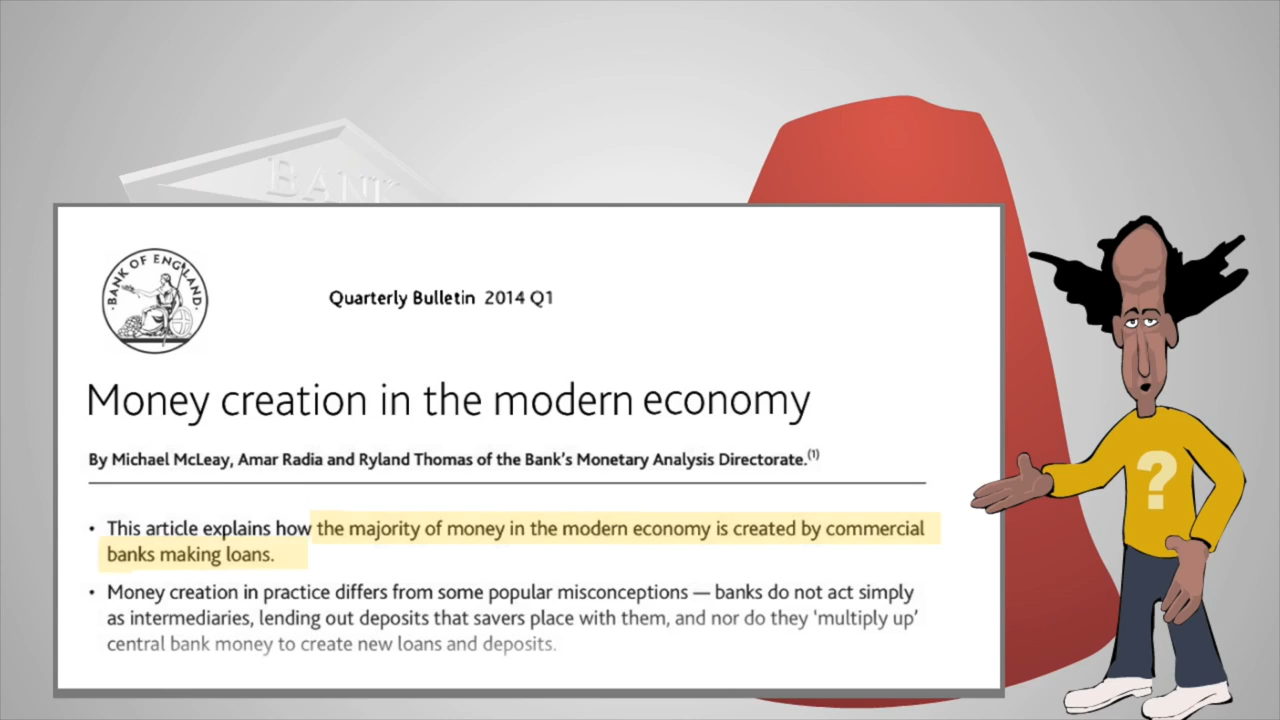 BANK
BANK OF ENGLAND
Quarterly Bulletin 2014 Q1
Money creation in the modern economy
By Michael McLeay, Amar Radia and Ryland Thomas of the Bank’s Monetary Analysis Directorate.(1)
• This article explains how the majority of money in the modern economy is created by commercial
banks making loans.
• Money creation in practice differs from some popular misconceptions — banks do not act simply
as intermediaries, lending out deposits that savers place with them, and nor do they 'multiply up’
central bank money to create new loans and deposits.
?